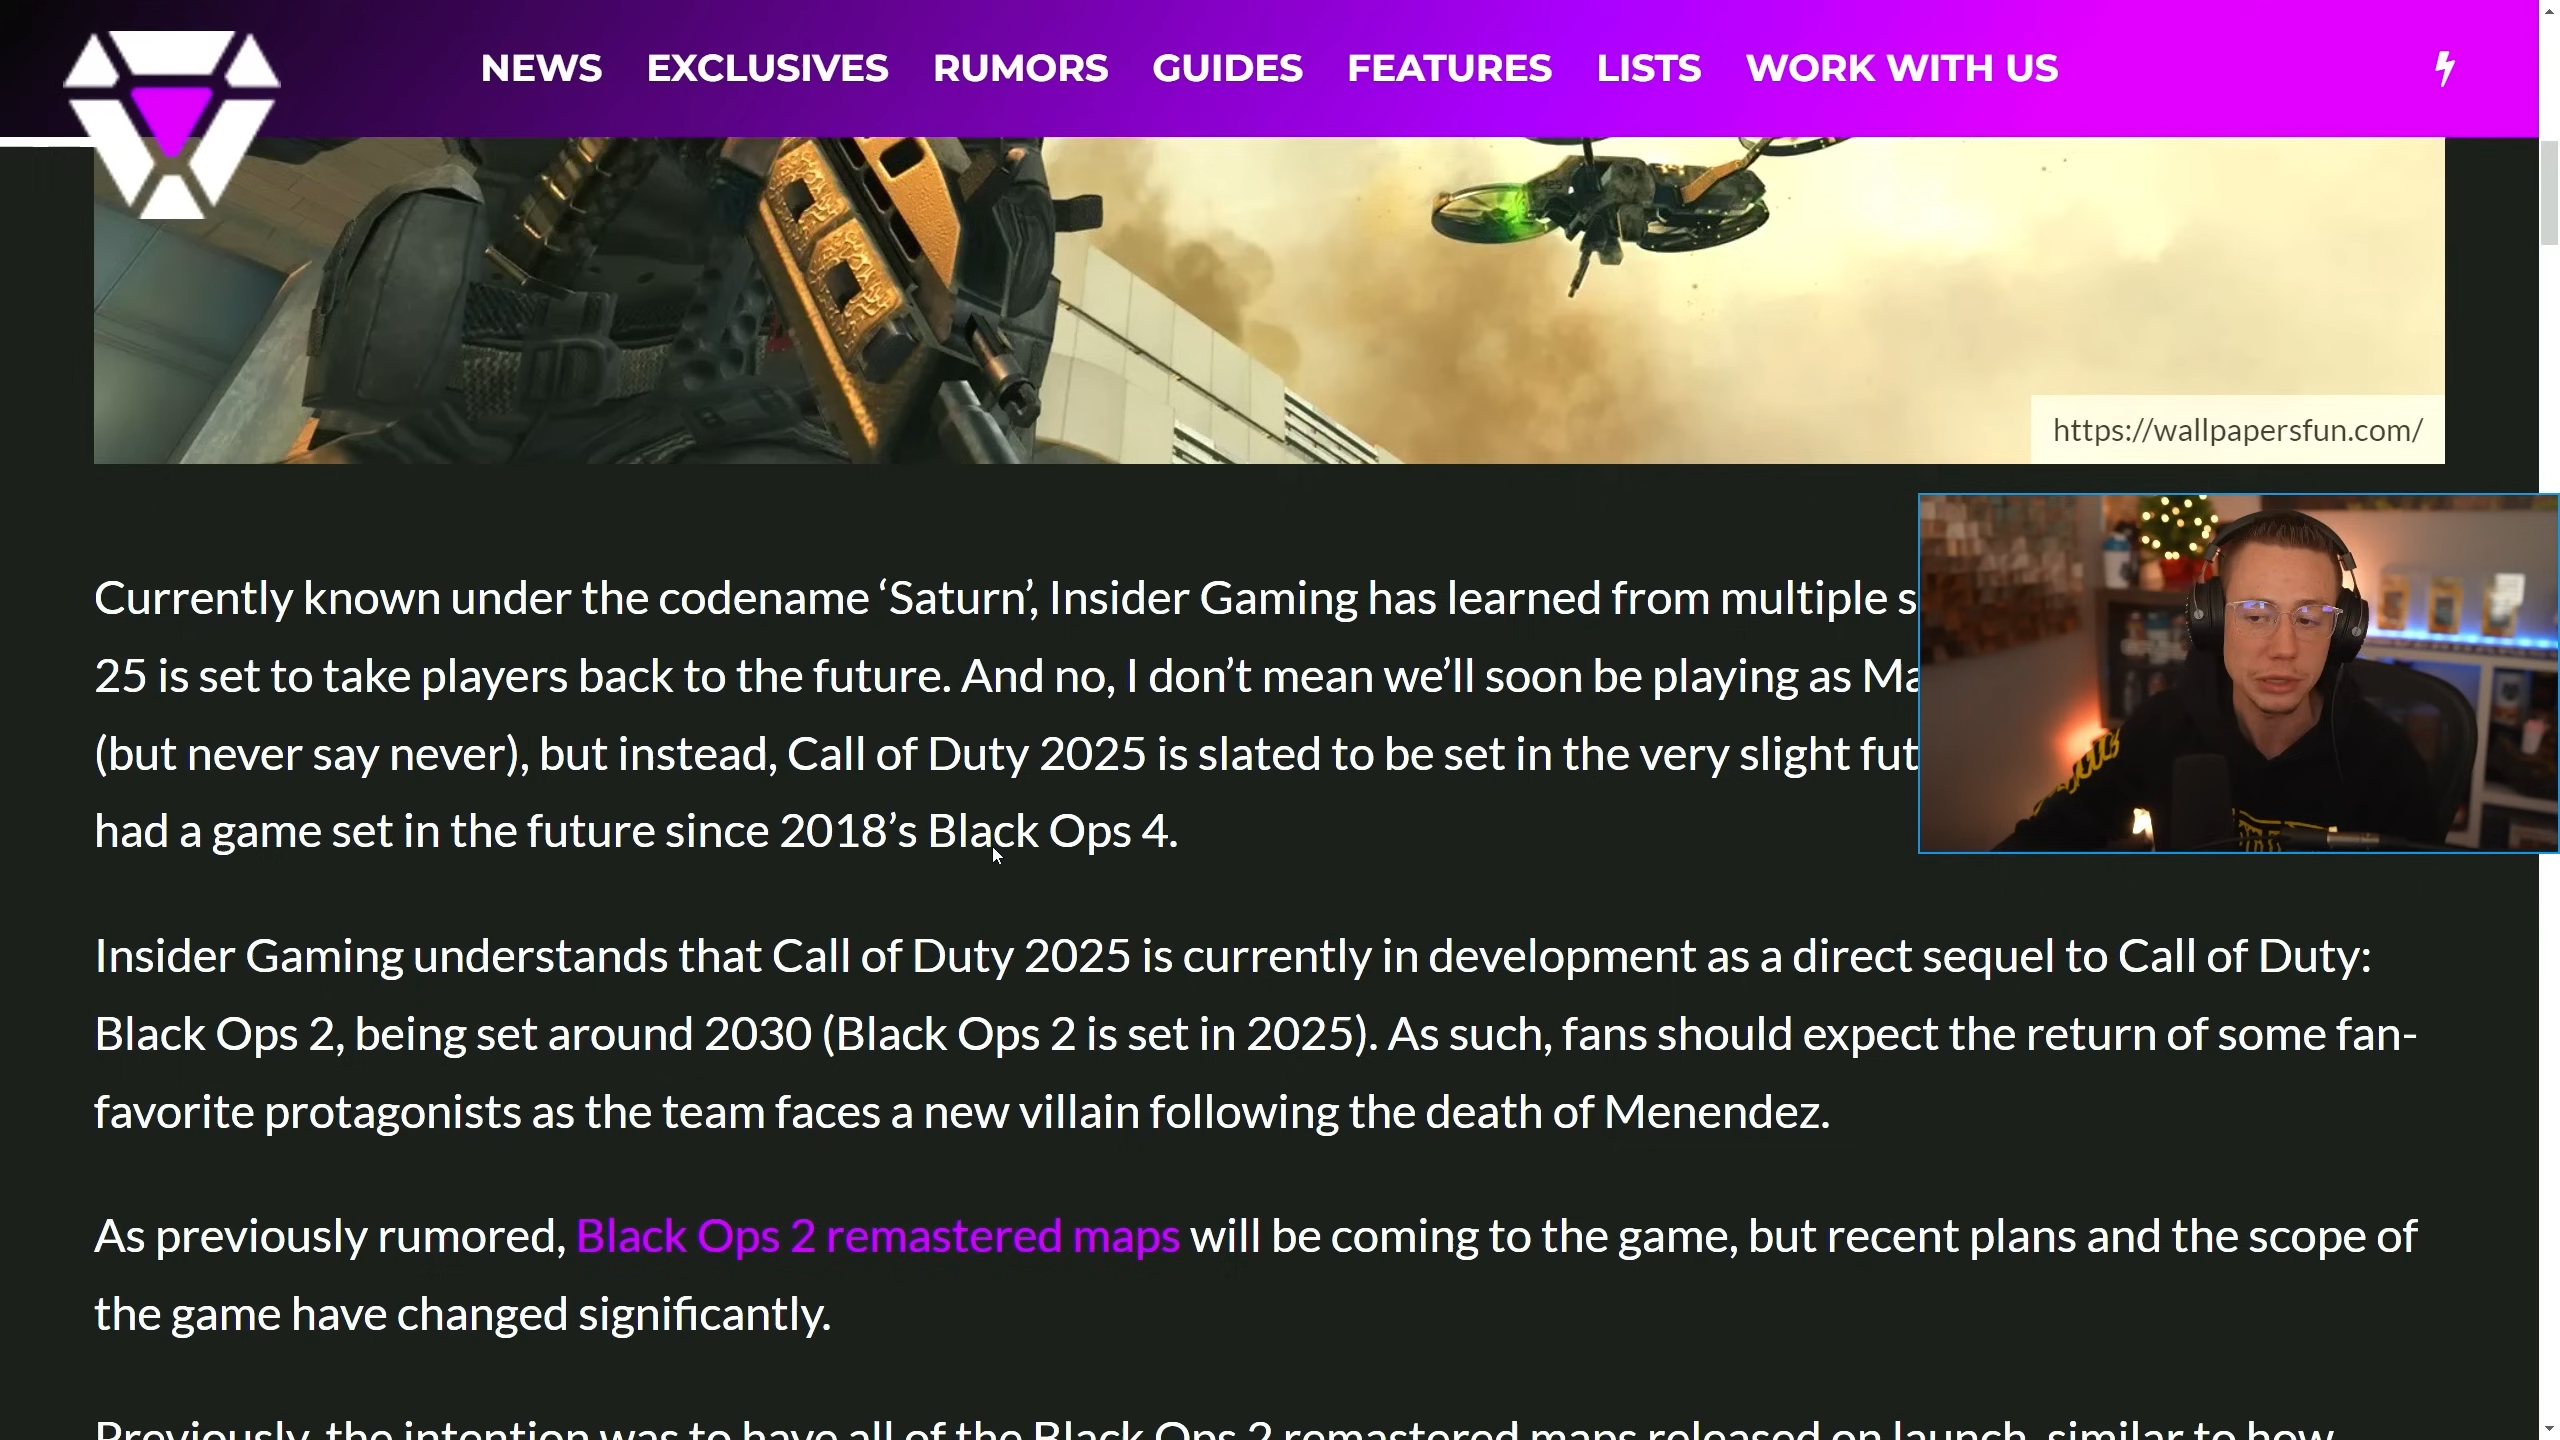 NEWS EXCLUSIVES RUMORS GUIDES FEATURES LISTS WORK WITH US
https://wallpapersfun.com/
Currently known under the codename ‘Saturn’, Insider Gaming has learned from multiple s
25 is set to take players back to the future. And no, I don’t mean we’ll soon be playing as Ma
(but never say never), but instead, Call of Duty 2025 is slated to be set in the very slight fut
had a game set in the future since 2018’s Black Ops 4.
Insider Gaming understands that Call of Duty 2025 is currently in development as a direct sequel to Call of Duty:
Black Ops 2, being set around 2030 (Black Ops 2 is set in 2025). As such, fans should expect the return of some fan-
favorite protagonists as the team faces a new villain following the death of Menendez.
As previously rumored, Black Ops 2 remastered maps will be coming to the game, but recent plans and the scope of
the game have changed significantly.
Previously, the intention was to have all of the Black Ops 2 remastered maps released on launch, similar to how